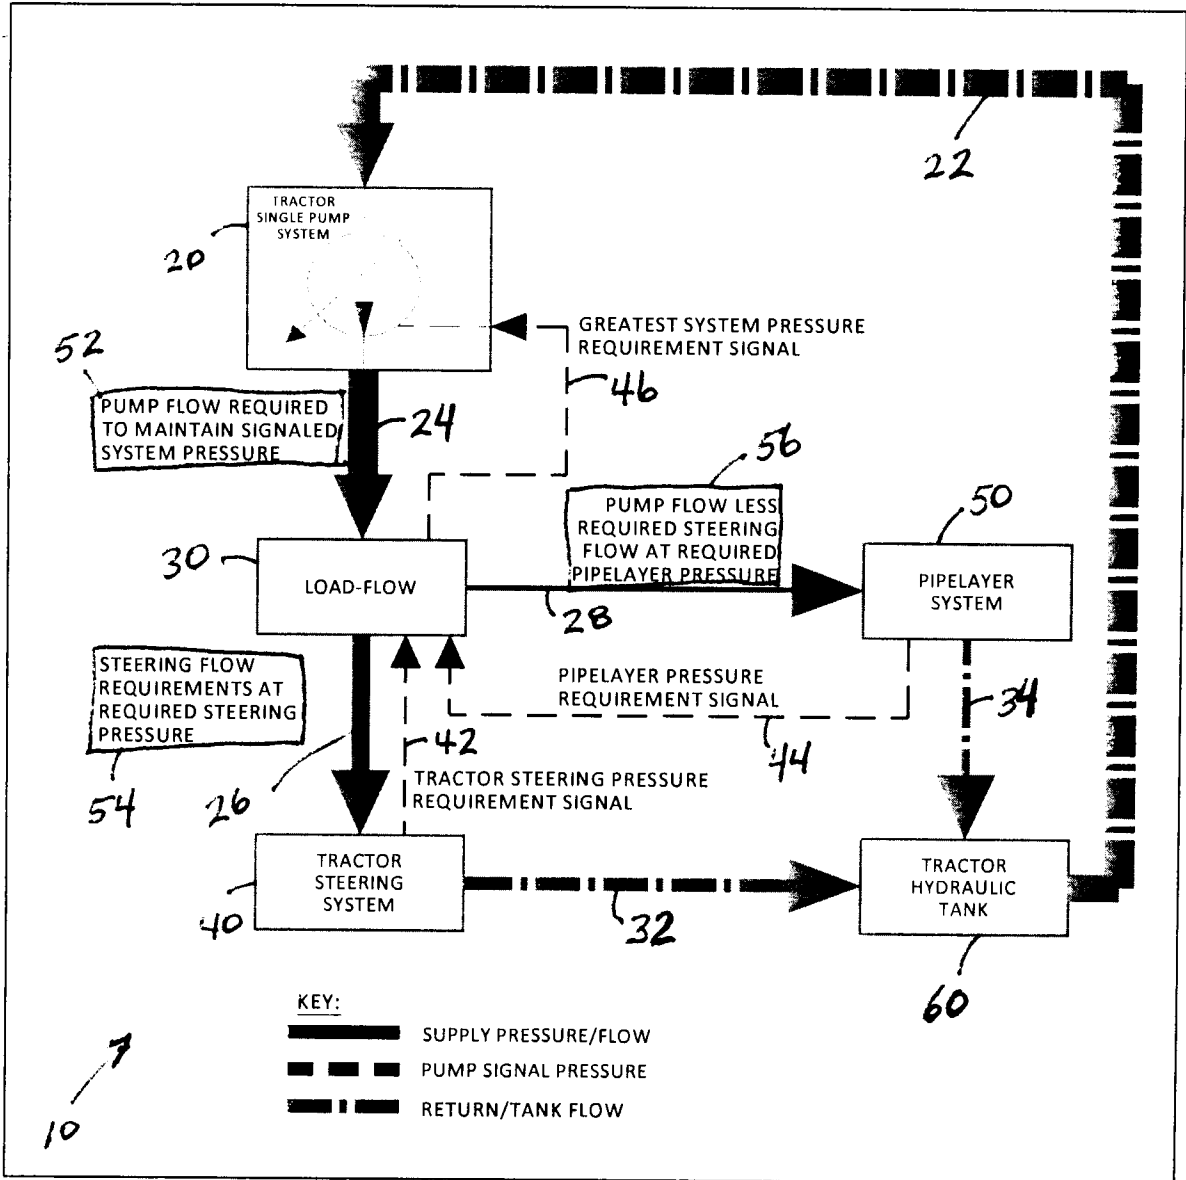 22
TRACTOR
SINGLE PUMP
SYSTEM
20
GREATEST SYSTEM PRESSURE
REQUIREMENT SIGNAL
52
46
PUMP FLOW REQUIRED
TO MAINTAIN SIGNALED
SYSTEM PRESSURE
24
56
PUMP FLOW LESS
REQUIRED STEERING
FLOW AT REQUIRED
PIPELAYER PRESSURE
50
30
LOAD-FLOW
PIPELAYER
SYSTEM
28
STEERING FLOW
REQUIREMENTS AT
REQUIRED STEERING
PRESSURE
PIPELAYER PRESSURE
REQUIREMENT SIGNAL
34
42
44
54
26
TRACTOR STEERING PRESSURE
REQUIREMENT SIGNAL
TRACTOR
STEERING
SYSTEM
TRACTOR
HYDRAULIC
TANK
40
32
60
KEY:
SUPPLY PRESSURE/FLOW
PUMP SIGNAL PRESSURE
RETURN/TANK FLOW
10